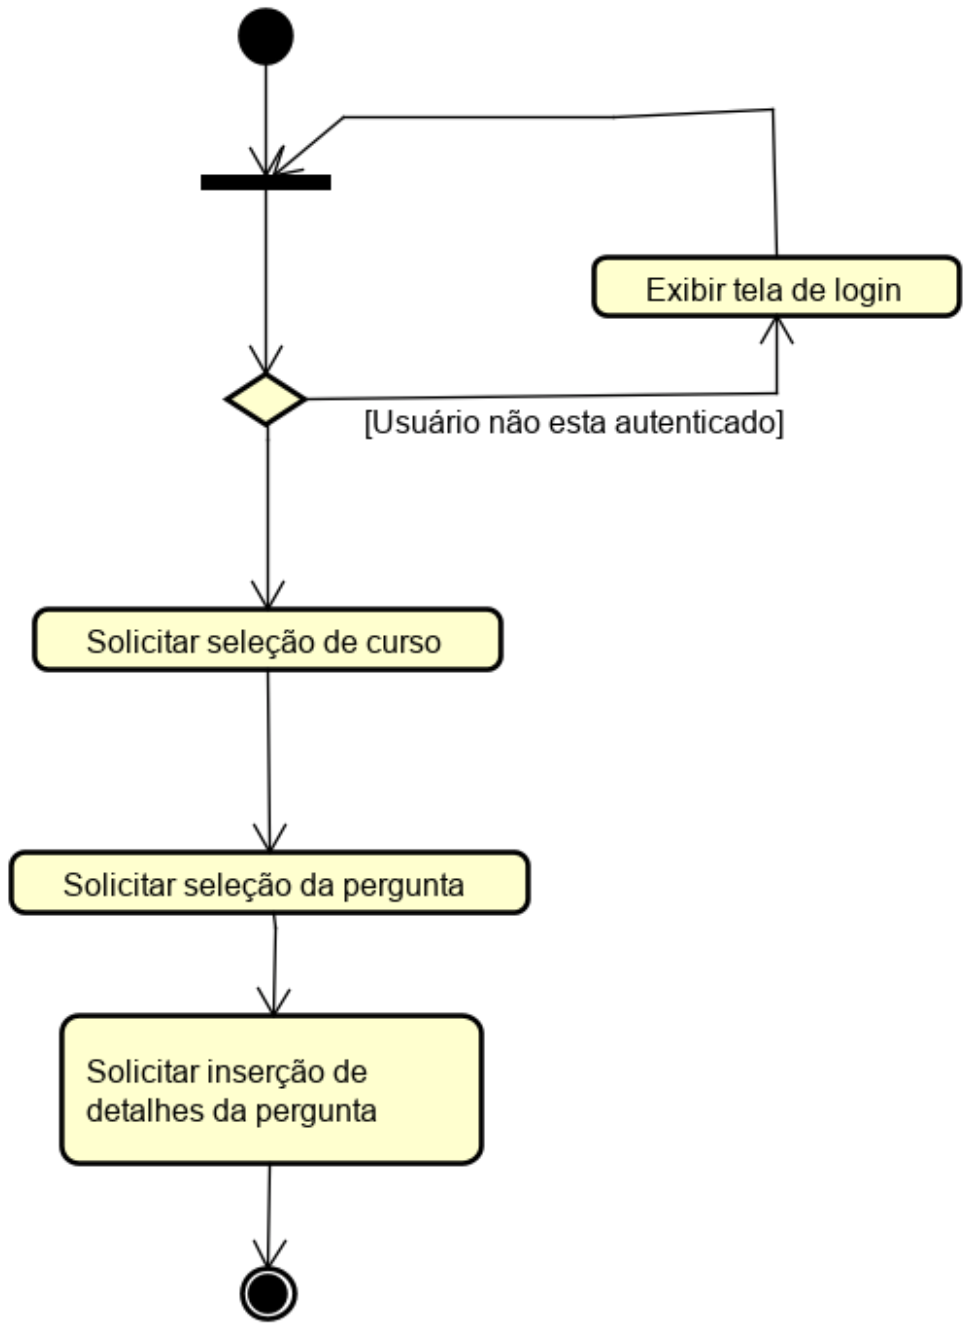 Exibir tela de login
[Usuário não esta autenticado]
Solicitar seleção de curso
Solicitar seleção da pergunta
Solicitar inserção de
detalhes da pergunta